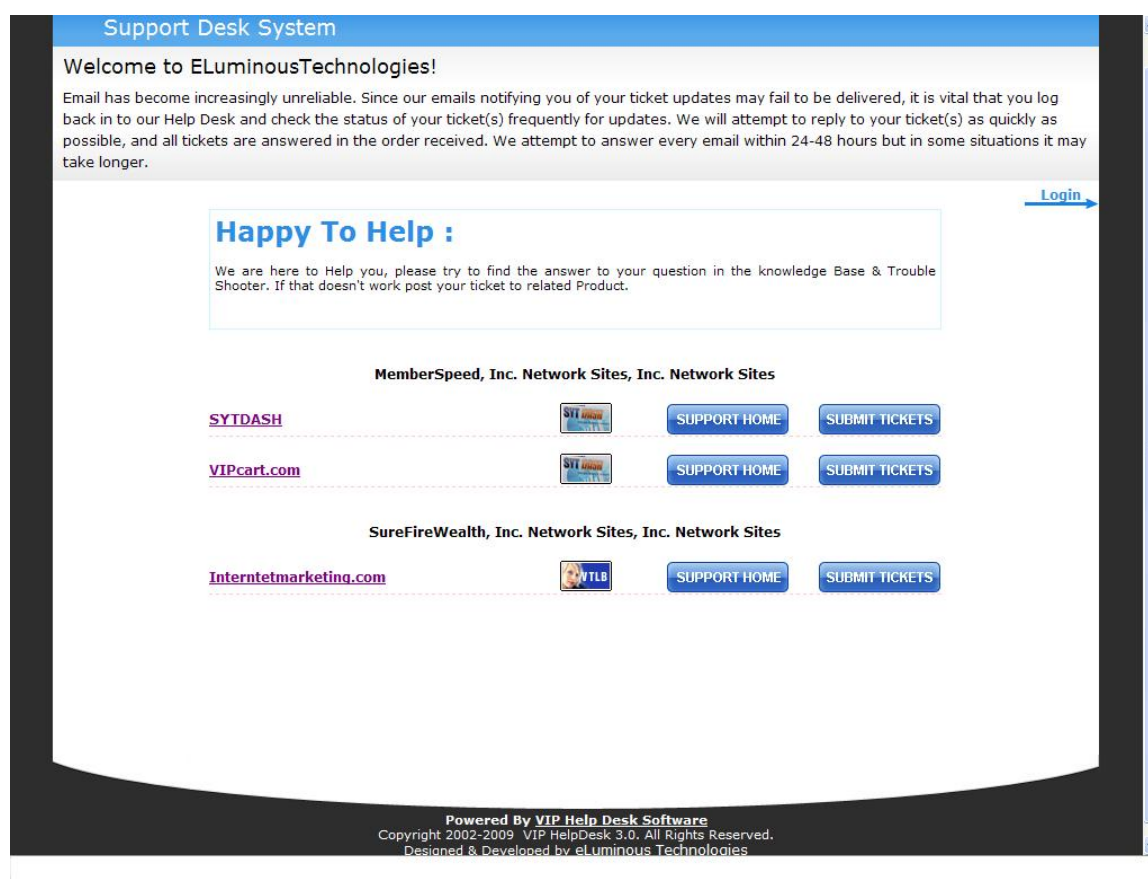 Support Desk System
Welcome to ELuminousTechnologies!
Email has become increasingly unreliable. Since our emails notifying you of your ticket updates may fail to be delivered, it is vital that you log
back in to our Help Desk and check the status of your ticket(s) frequently for updates. We will attempt to reply to your ticket(s) as quickly as
possible, and all tickets are answered in the order received. We attempt to answer every email within 24-48 hours but in some situations it may
take longer.
Login
Happy To Help :
We are here to Help you, please try to find the answer to your question in the knowledge Base & Trouble
Shooter. If that doesn't work post your ticket to related Product.
MemberSpeed, Inc. Network Sites, Inc. Network Sites
SYTDASH SYT DASH SUPPORT HOME SUBMIT TICKETS
VIPcart.com SYT DASH SUPPORT HOME SUBMIT TICKETS
SureFireWealth, Inc. Network Sites, Inc. Network Sites
Interntetmarketing.com VTLB SUPPORT HOME SUBMIT TICKETS
Powered By VIP Help Desk Software
Copyright 2002-2009 VIP HelpDesk 3.0. All Rights Reserved.
Designed & Developed by eLuminous Technologies